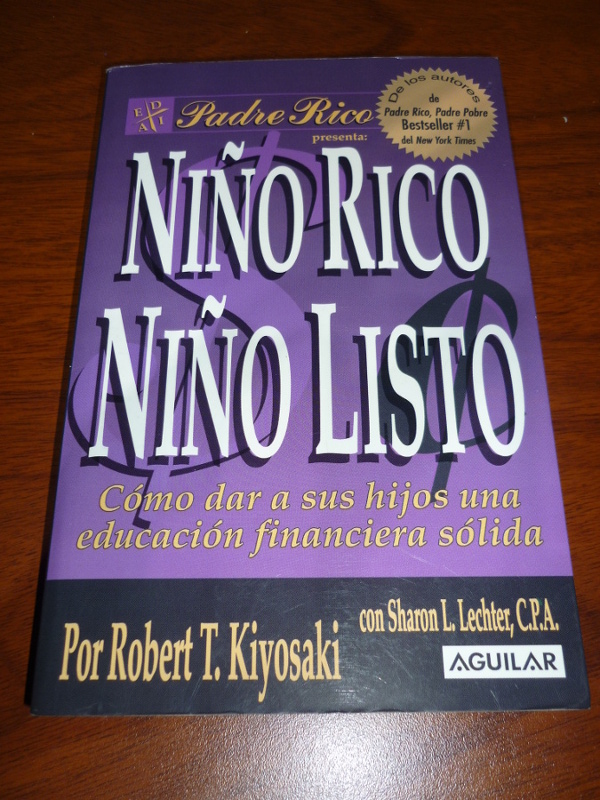 E D A I
Padre Rico
presenta:
De los autores
de
Padre Rico, Padre Pobre
Bestseller #1
del New York Times
NIÑO RICO
NIÑO LISTO
Cómo dar a sus hijos una
educación financiera sólida
Por Robert T. Kiyosaki
con Sharon L. Lechter, C.P.A.
AGUILAR